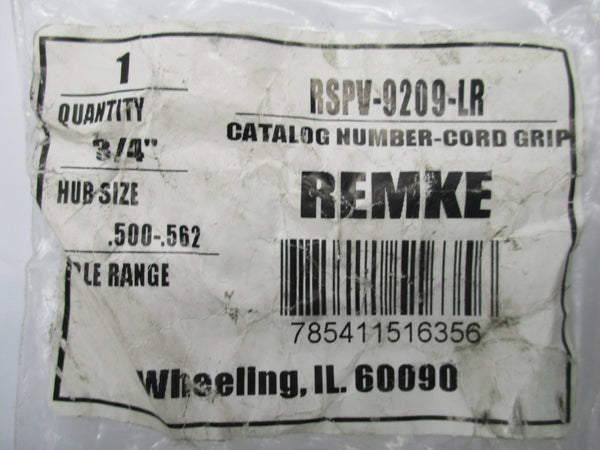 1
QUANTITY
3/4"
HUB SIZE
.500-.562
RANGE
RSPV-9209-LR
CATALOG NUMBER-CORD GRIP
REMKE
785411516356
Wheeling, IL. 60090